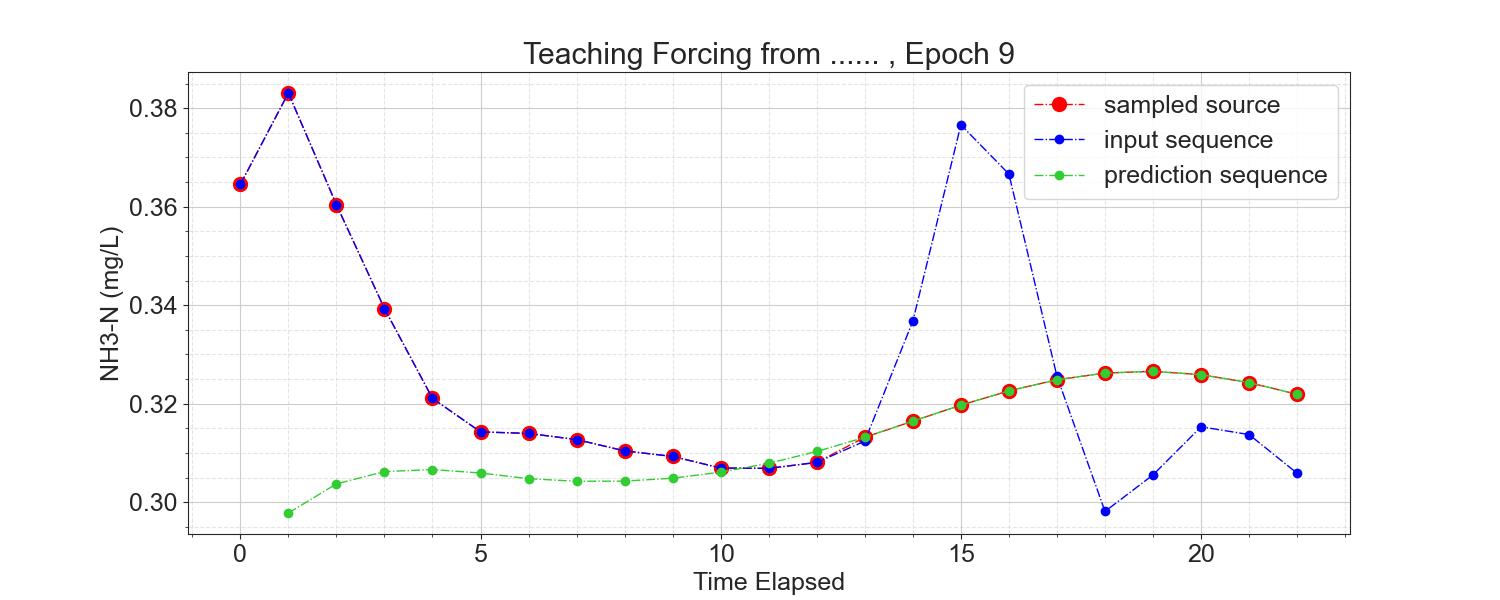 Teaching Forcing from ...... , Epoch 9
sampled source
input sequence
prediction sequence
NH3-N (mg/L)
0.38
0.36
0.34
0.32
0.30
0 5 10 15 20
Time Elapsed